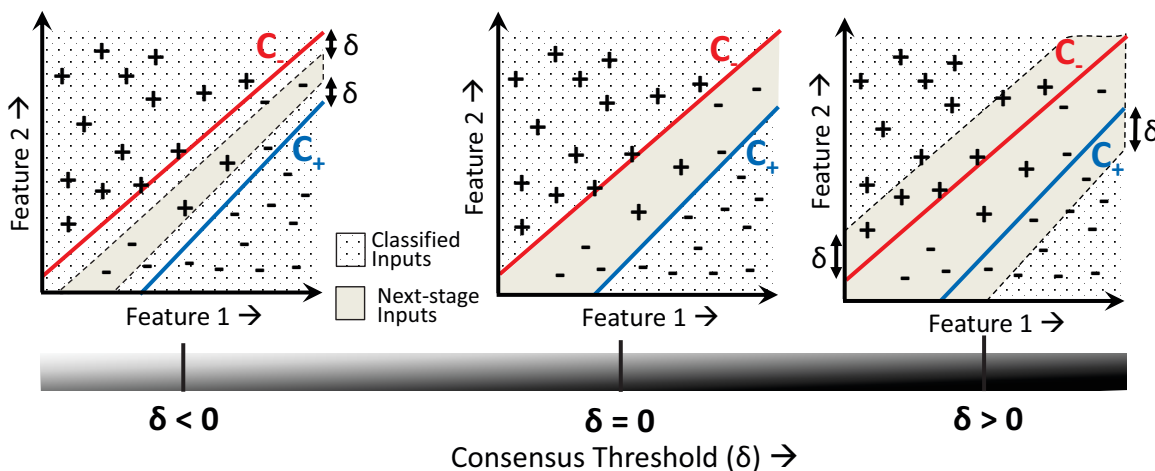 C-
δ
δ
C+
Feature 2 →
Feature 1 →
Classified
Inputs
Next-stage
Inputs
C-
C+
Feature 2 →
Feature 1 →
C-
C+
δ
δ
Feature 2 →
Feature 1 →
δ < 0
δ = 0
δ > 0
Consensus Threshold (δ) →